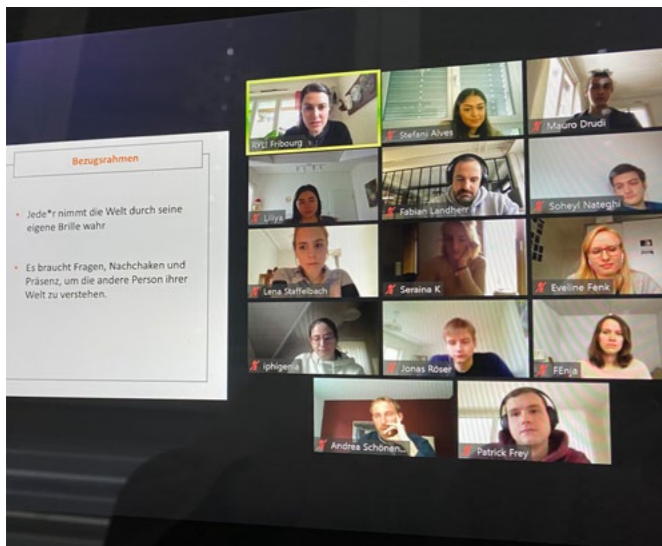 Bezugsrahmen
• Jede*r nimmt die Welt durch seine
eigene Brille wahr
• Es braucht Fragen, Nachchaken und
Präsenz, um die andere Person ihrer
Welt zu verstehen.
RYL! Fribourg
Stefani Alves
Mauro Drudi
Liliya
Fabian Landherr
Soheyl Nateghi
Lena Staffelbach
Seraina K
Eveline Fenk
iphigenia
Jonas Röser
FEnja
Andrea Schönen...
Patrick Frey